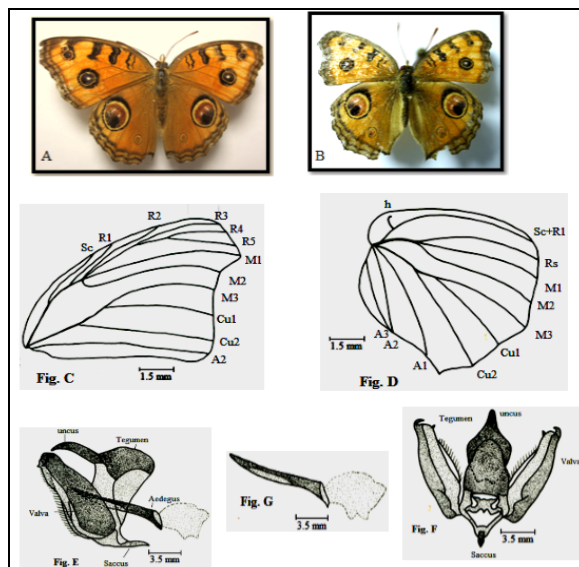 A
B
Sc
R1
R2
R3
R4
R5
M1
M2
M3
Cu1
Cu2
A2
1.5 mm
Fig. C
h
Sc+R1
Rs
M1
M2
M3
Cu1
Cu2
A1
A2
A3
1.5 mm
Fig. D
uncus
Tegumen
Aedegus
Valva
Saccus
3.5 mm
Fig. E
3.5 mm
Fig. G
Tegumen
uncus
Valva
Saccus
3.5 mm
Fig. F